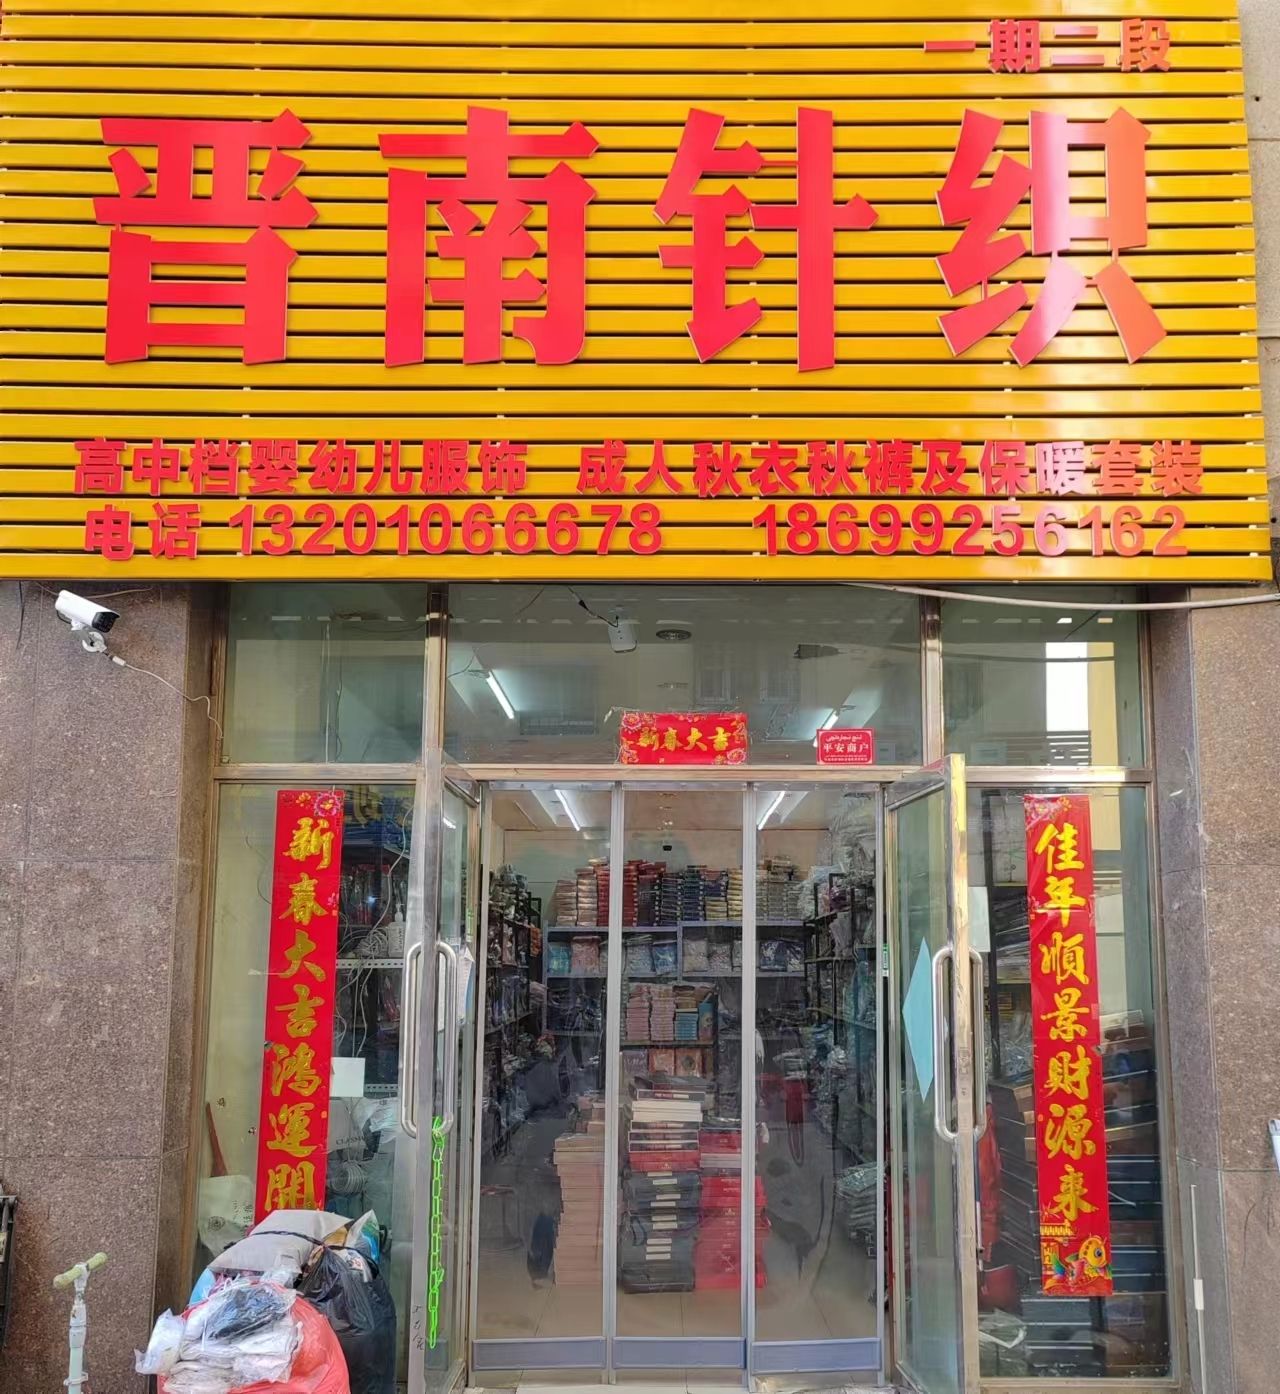 一期二段
晋南针织
高中档婴幼儿服饰 成人秋衣秋裤及保暖套装
电话 13201066678 18699256162
新春大吉
平安商户
新春大吉鸿運開
佳年順景财源来